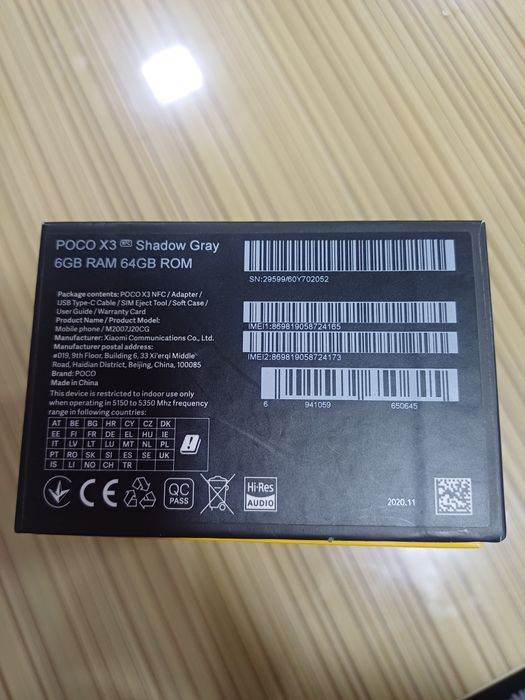 POCO X3 NFC Shadow Gray
6GB RAM 64GB ROM
SN:29599/60Y702052
Package contents: POCO X3 NFC / Adapter /
USB Type-C Cable / SIM Eject Tool / Soft Case /
User Guide / Warranty Card
Product Name / Product Model:
Mobile phone / M2007J20CG
Manufacturer: Xiaomi Communications Co., Ltd.
Manufacturer postal address:
#019, 9th Floor, Building 6, 33 Xi'erqi Middle
Road, Haidian District, Beijing, China, 100085
Brand: POCO
Made in China
This device is restricted to indoor use only
when operating in 5150 to 5350 Mhz frequency
range in following countries:
IMEI1:869819058724165
IMEI2:869819058724173
6 941059 650645
AT BE BG HR CY CZ DK
EE FI FR DE EL HU IE
IT LV LT LU MT NL PL
PT RO SK SI ES SE UK
IS LI NO CH TR
CE
QC
PASS
Hi-Res
AUDIO
2020.11